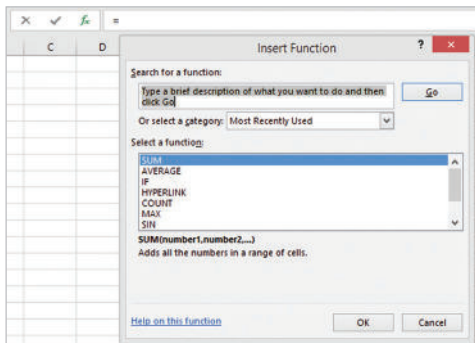 fx =
C D
Insert Function ? ×
Search for a function:
Type a brief description of what you want to do and then
click Go
Go
Or select a category: Most Recently Used
Select a function:
SUM
AVERAGE
IF
HYPERLINK
COUNT
MAX
SIN
SUM(number1,number2,...)
Adds all the numbers in a range of cells.
Help on this function
OK Cancel